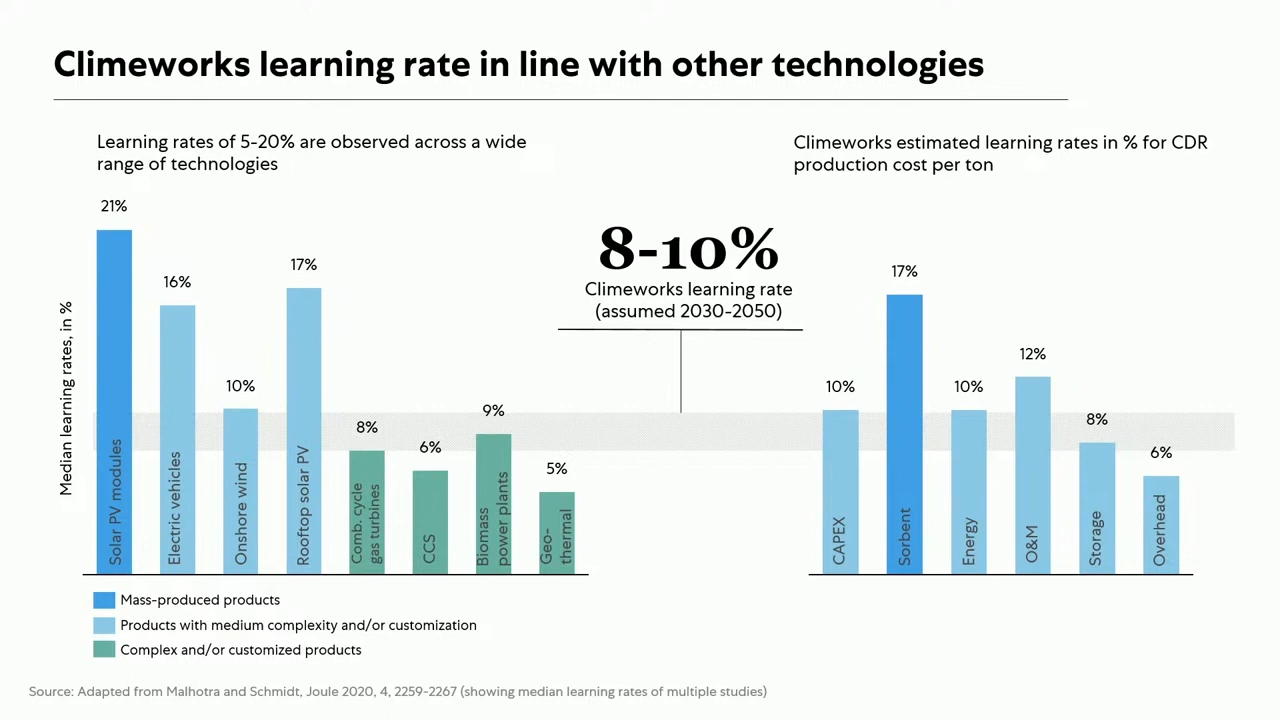 Climeworks learning rate in line with other technologies
Learning rates of 5-20% are observed across a wide
range of technologies
Climeworks estimated learning rates in % for CDR
production cost per ton
8-10%
Climeworks learning rate
(assumed 2030-2050)
Median learning rates, in %
21%
16%
10%
17%
8%
6%
9%
5%
Solar PV modules
Electric vehicles
Onshore wind
Rooftop solar PV
Comb. cycle
gas turbines
CCS
Biomass
power plants
Geo-
thermal
10%
17%
10%
12%
8%
6%
CAPEX
Sorbent
Energy
O&M
Storage
Overhead
Mass-produced products
Products with medium complexity and/or customization
Complex and/or customized products
Source: Adapted from Malhotra and Schmidt, Joule 2020, 4, 2259-2267 (showing median learning rates of multiple studies)